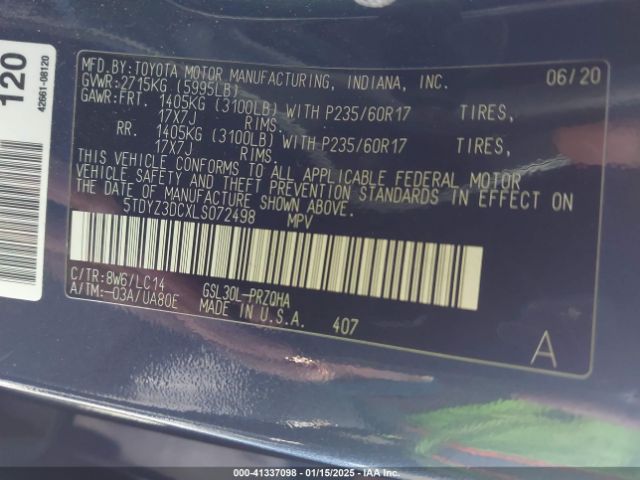 120
42661-08120
MFD.BY:TOYOTA MOTOR MANUFACTURING, INDIANA, INC. 06/20
GVWR:2715KG (5995LB)
GAWR:FRT. 1405KG (3100LB) WITH P235/60R17 TIRES,
17X7J RIMS.
RR. 1405KG (3100LB) WITH P235/60R17 TIRES,
17X7J RIMS.
THIS VEHICLE CONFORMS TO ALL APPLICABLE FEDERAL MOTOR
VEHICLE SAFETY AND THEFT PREVENTION STANDARDS IN EFFECT ON
THE DATE OF MANUFACTURE SHOWN ABOVE.
5TDYZ3DCXLS072498 MPV
C/TR:8W6/LC14 GSL30L-PRZQHA
A/TM:-03A/UA80E MADE IN U.S.A. 407
A
000-41337098 - 01/15/2025 - IAA Inc.